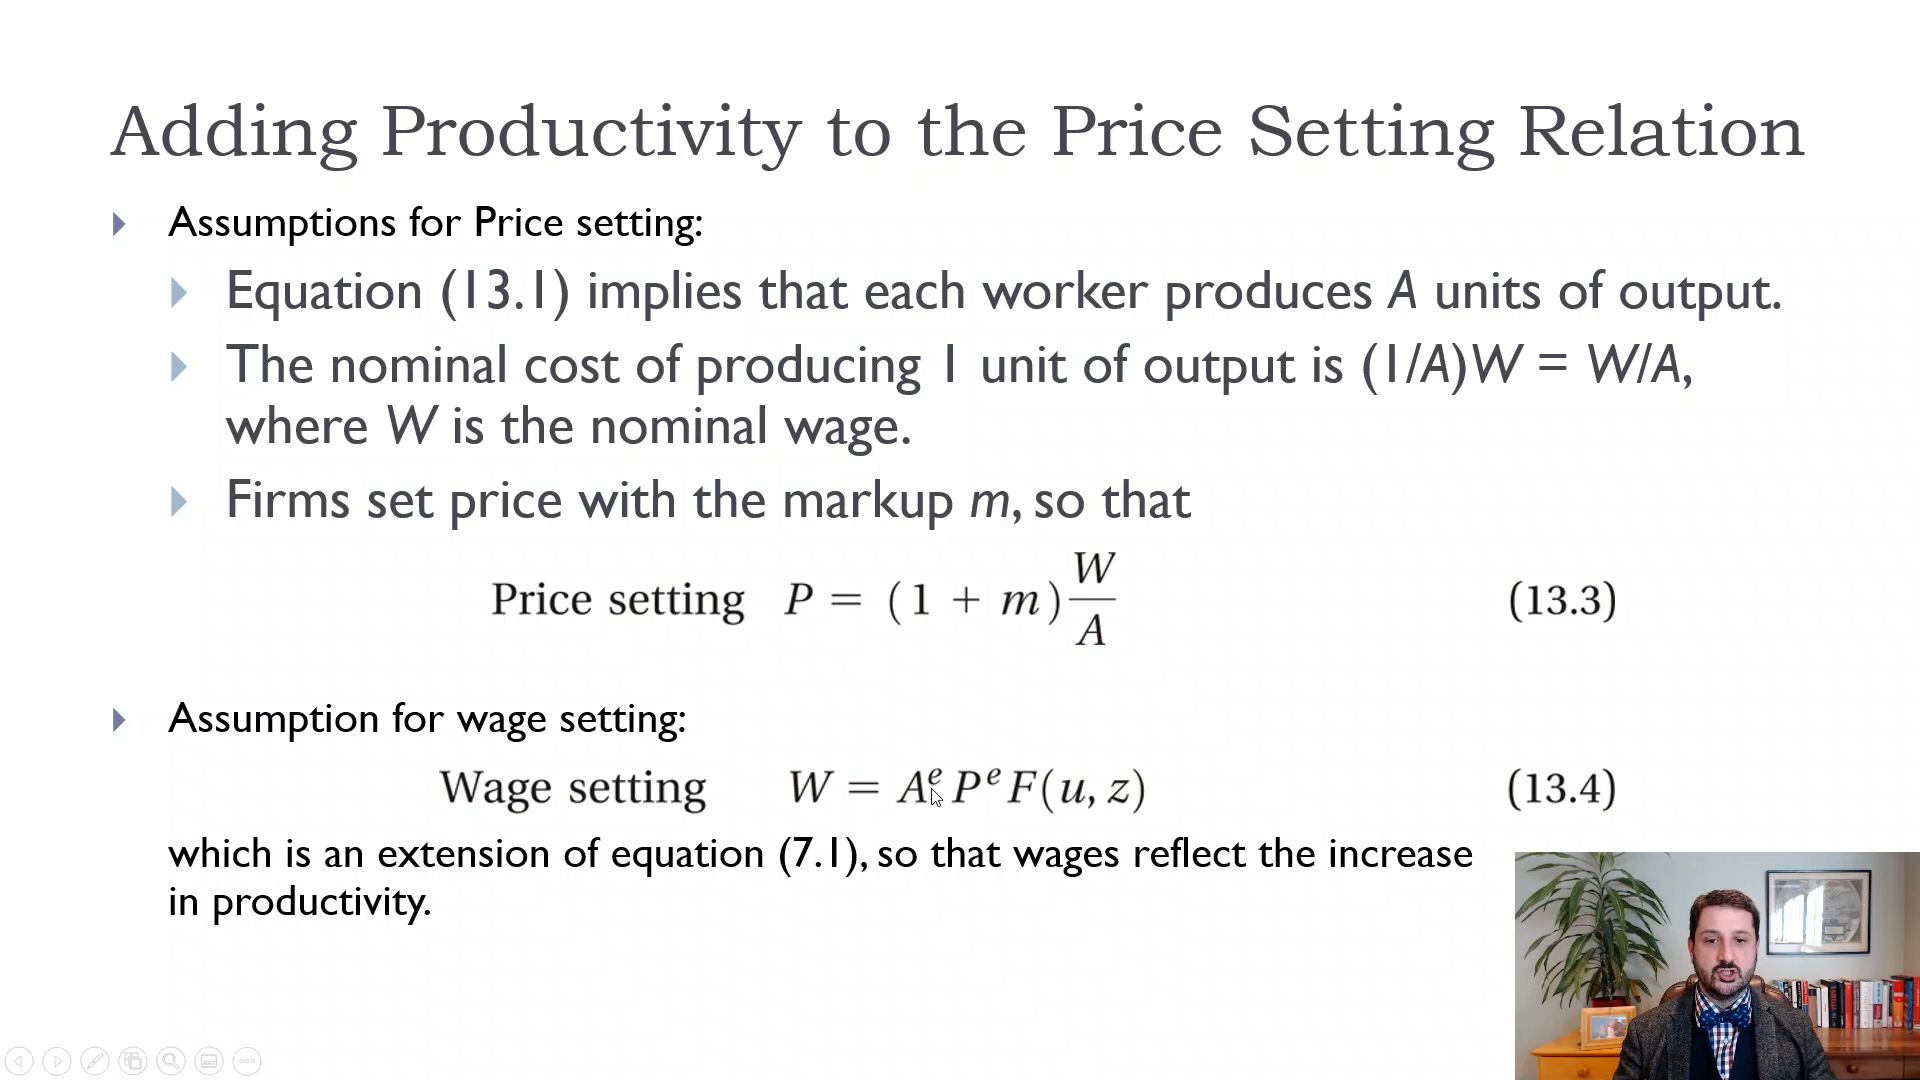 Adding Productivity to the Price Setting Relation
Assumptions for Price setting:
Equation (13.1) implies that each worker produces A units of output.
The nominal cost of producing 1 unit of output is (1/A)W = W/A,
where W is the nominal wage.
Firms set price with the markup m, so that
Price setting P = (1 + m) W/A (13.3)
Assumption for wage setting:
Wage setting W = AᵉPᵉF(u, z) (13.4)
which is an extension of equation (7.1), so that wages reflect the increase
in productivity.